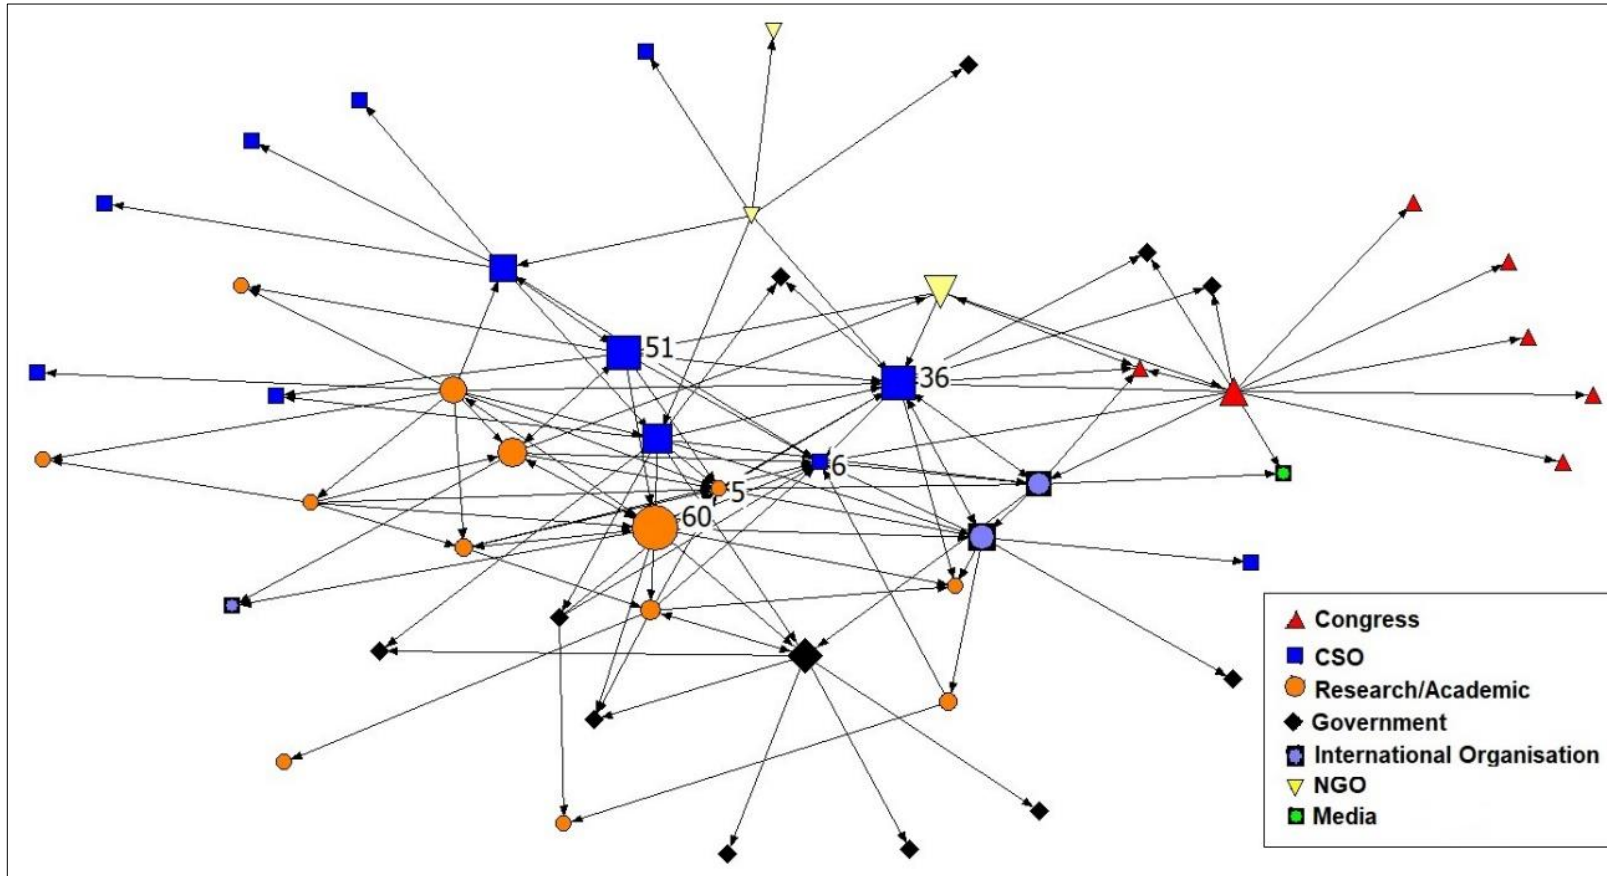 51
36
6
5
60
Congress
CSO
Research/Academic
Government
International Organisation
NGO
Media